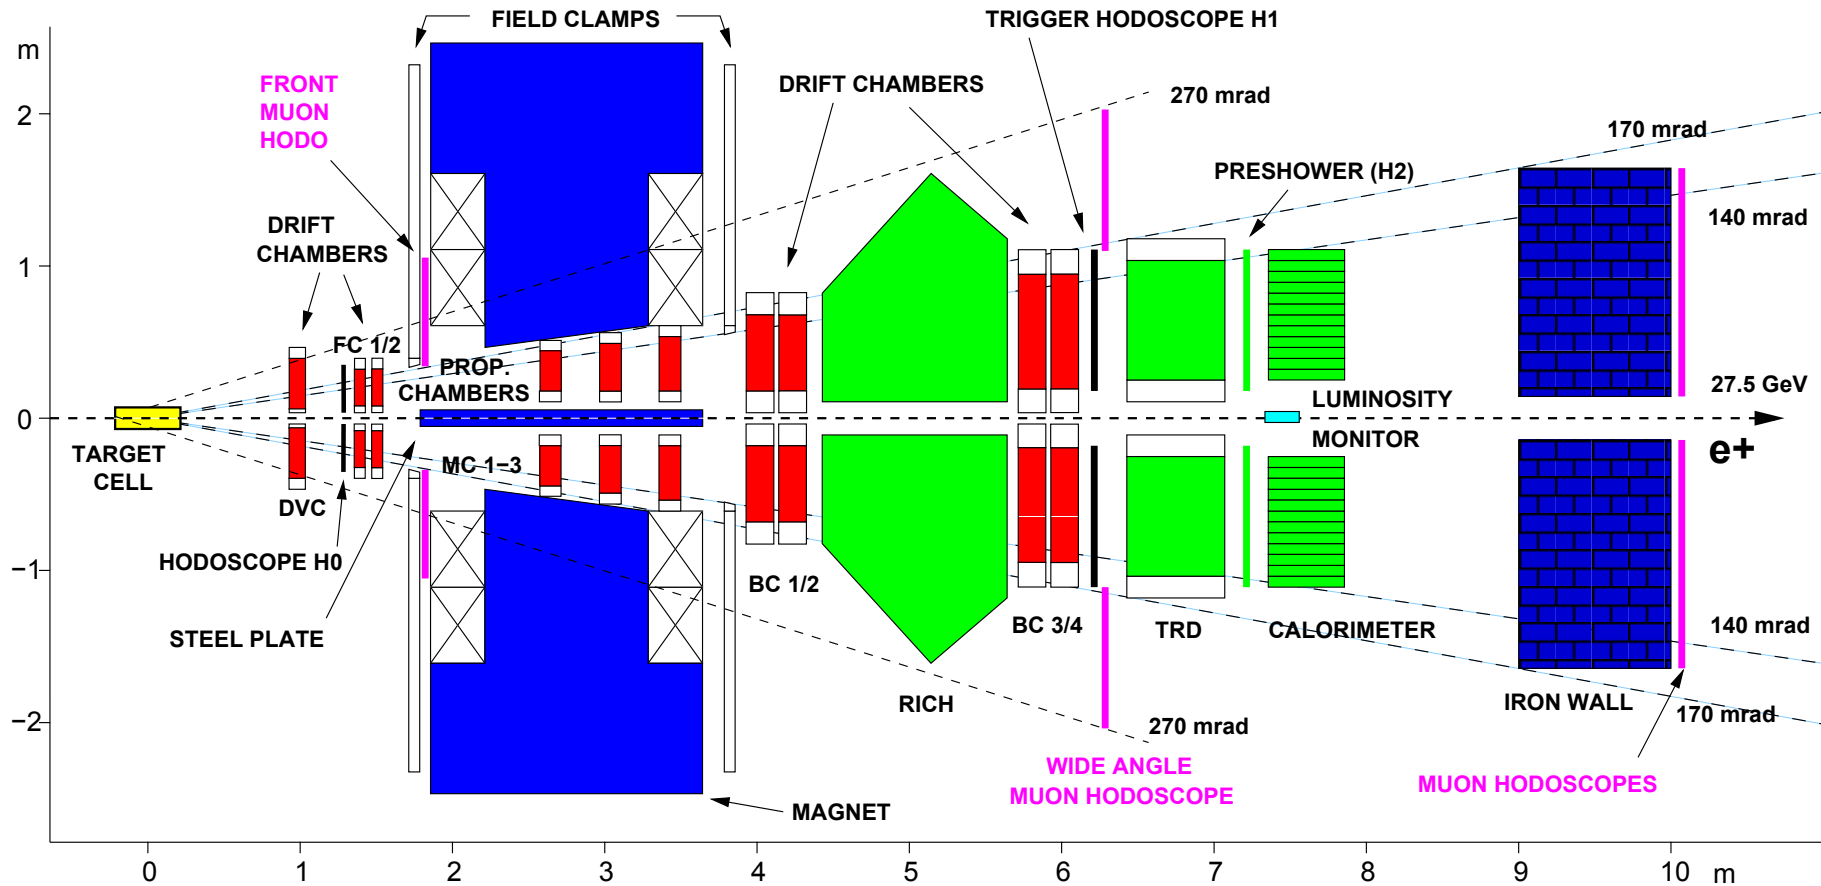 FIELD CLAMPS
TRIGGER HODOSCOPE H1
m
FRONT
MUON
HODO
DRIFT CHAMBERS
270 mrad
2
170 mrad
PRESHOWER (H2)
DRIFT
CHAMBERS
140 mrad
1
FC 1/2
PROP.
CHAMBERS
27.5 GeV
LUMINOSITY
0
MONITOR
e+
TARGET
CELL
MC 1−3
DVC
HODOSCOPE H0
−1
BC 1/2
STEEL PLATE
BC 3/4
TRD
CALORIMETER
140 mrad
RICH
IRON WALL
170 mrad
−2
270 mrad
WIDE ANGLE
MUON HODOSCOPE
MUON HODOSCOPES
MAGNET
0 1 2 3 4 5 6 7 8 9 10 m